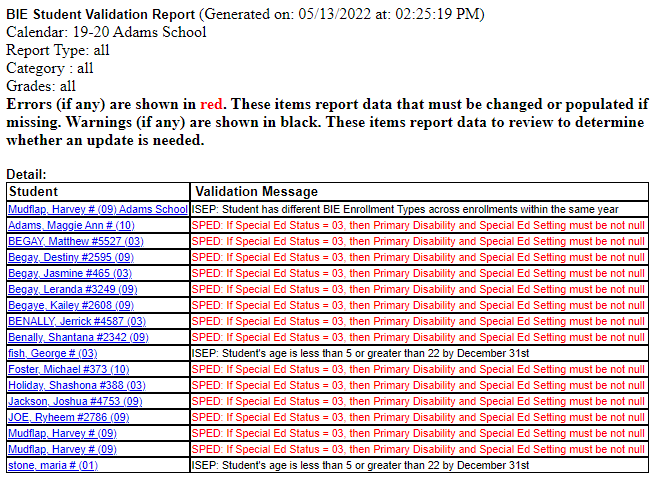 BIE Student Validation Report (Generated on: 05/13/2022 at: 02:25:19 PM)
Calendar: 19-20 Adams School
Report Type: all
Category : all
Grades: all
Errors (if any) are shown in red. These items report data that must be changed or populated if
missing. Warnings (if any) are shown in black. These items report data to review to determine
whether an update is needed.
Detail:
Student Validation Message
Mudflap, Harvey # (09) Adams School ISEP: Student has different BIE Enrollment Types across enrollments within the same year
Adams, Maggie Ann # (10) SPED: If Special Ed Status = 03, then Primary Disability and Special Ed Setting must be not null
BEGAY, Matthew #5527 (03) SPED: If Special Ed Status = 03, then Primary Disability and Special Ed Setting must be not null
Begay, Destiny #2595 (09) SPED: If Special Ed Status = 03, then Primary Disability and Special Ed Setting must be not null
Begay, Jasmine #465 (03) SPED: If Special Ed Status = 03, then Primary Disability and Special Ed Setting must be not null
Begay, Leranda #3249 (09) SPED: If Special Ed Status = 03, then Primary Disability and Special Ed Setting must be not null
Begaye, Kailey #2608 (09) SPED: If Special Ed Status = 03, then Primary Disability and Special Ed Setting must be not null
BENALLY, Jerrick #4587 (03) SPED: If Special Ed Status = 03, then Primary Disability and Special Ed Setting must be not null
Benally, Shantana #2342 (09) SPED: If Special Ed Status = 03, then Primary Disability and Special Ed Setting must be not null
fish, George # (03) ISEP: Student's age is less than 5 or greater than 22 by December 31st
Foster, Michael #373 (10) SPED: If Special Ed Status = 03, then Primary Disability and Special Ed Setting must be not null
Holiday, Shashona #388 (03) SPED: If Special Ed Status = 03, then Primary Disability and Special Ed Setting must be not null
Jackson, Joshua #4753 (09) SPED: If Special Ed Status = 03, then Primary Disability and Special Ed Setting must be not null
JOE, Ryheem #2786 (09) SPED: If Special Ed Status = 03, then Primary Disability and Special Ed Setting must be not null
Mudflap, Harvey # (09) SPED: If Special Ed Status = 03, then Primary Disability and Special Ed Setting must be not null
Mudflap, Harvey # (09) SPED: If Special Ed Status = 03, then Primary Disability and Special Ed Setting must be not null
stone, maria # (01) ISEP: Student's age is less than 5 or greater than 22 by December 31st